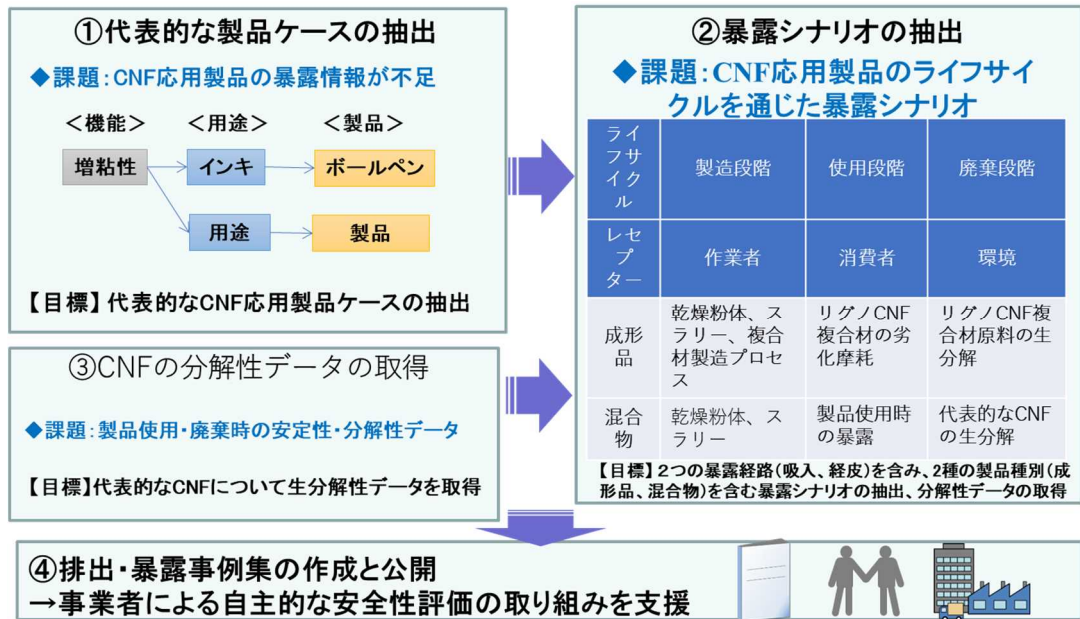 ①代表的な製品ケースの抽出
◆課題:CNF応用製品の暴露情報が不足
＜機能＞ ＜用途＞ ＜製品＞
増粘性 インキ ボールペン
用途 製品
【目標】 代表的なCNF応用製品ケースの抽出
②暴露シナリオの抽出
◆課題:CNF応用製品のライフサイ
クルを通じた暴露シナリオ
ライ
フサ
イク
ル
製造段階
使用段階
廃棄段階
レセ
プ
ター
作業者
消費者
環境
成形
品
乾燥粉体、ス
ラリー、複合
材製造プロセ
ス
リグノCNF
複合材の劣
化摩耗
リグノCNF複
合材原料の生
分解
混合
物
乾燥粉体、ス
ラリー
製品使用時
の暴露
代表的なCNF
の生分解
【目標】２つの暴露経路(吸入、経皮)を含み、2種の製品種別(成
形品、混合物)を含む暴露シナリオの抽出、分解性データの取得
③CNFの分解性データの取得
◆課題:製品使用・廃棄時の安定性・分解性データ
【目標】代表的なCNFについて生分解性データを取得
④排出・暴露事例集の作成と公開
→事業者による自主的な安全性評価の取り組みを支援